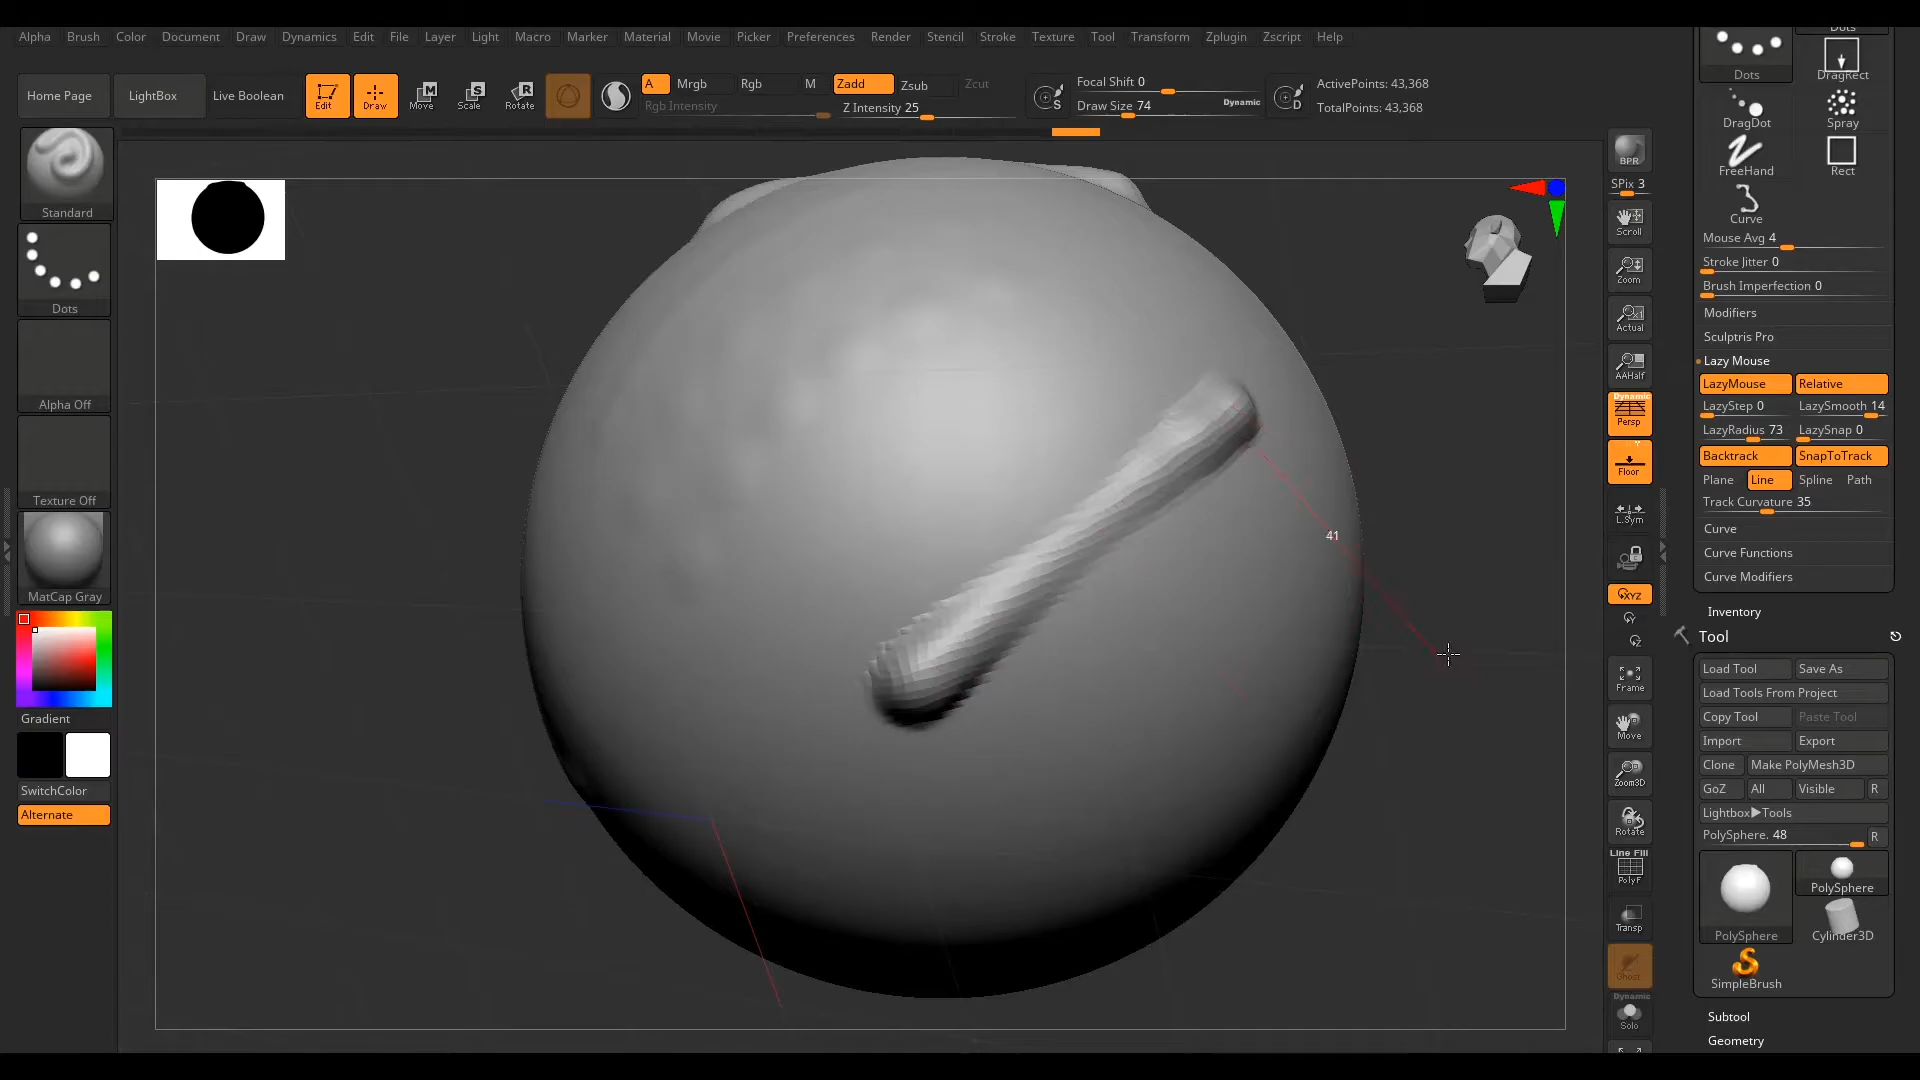 Alpha Brush Color Document Draw Dynamics Edit File Layer Light Macro Marker Material Movie Picker Preferences Render Stencil Stroke Texture Tool Transform Zplugin Zscript Help
Home Page LightBox Live Boolean Edit Draw Move Scale Rotate
A Mrgb Rgb M Zadd Zsub Zcut
Rgb Intensity Z Intensity 25
Focal Shift 0
Draw Size 74 Dynamic
S
D
ActivePoints: 43,368
TotalPoints: 43,368
Standard
Dots
Alpha Off
Texture Off
MatCap Gray
Gradient
SwitchColor
Alternate
41
BPR
SPix 3
Scroll
Zoom
Actual
AAHalf
Dynamic
Persp
Floor
L.Sym
XYZ
Y
Z
Frame
Move
Zoom3D
Rotate
Line Fill
PolyF
Transp
Ghost
Dynamic
Solo
Dots
Dots DragRect
DragDot Spray
FreeHand Rect
Curve
Mouse Avg 4
Stroke Jitter 0
Brush Imperfection 0
Modifiers
Sculptris Pro
Lazy Mouse
LazyMouse Relative
LazyStep 0 LazySmooth 14
LazyRadius 73 LazySnap 0
Backtrack SnapToTrack
Plane Line Spline Path
Track Curvature 35
Curve
Curve Functions
Curve Modifiers
Inventory
Tool
Load Tool Save As
Load Tools From Project
Copy Tool Paste Tool
Import Export
Clone Make PolyMesh3D
GoZ All Visible R
Lightbox▶Tools
PolySphere. 48 R
PolySphere
PolySphere Cylinder3D
SimpleBrush
Subtool
Geometry